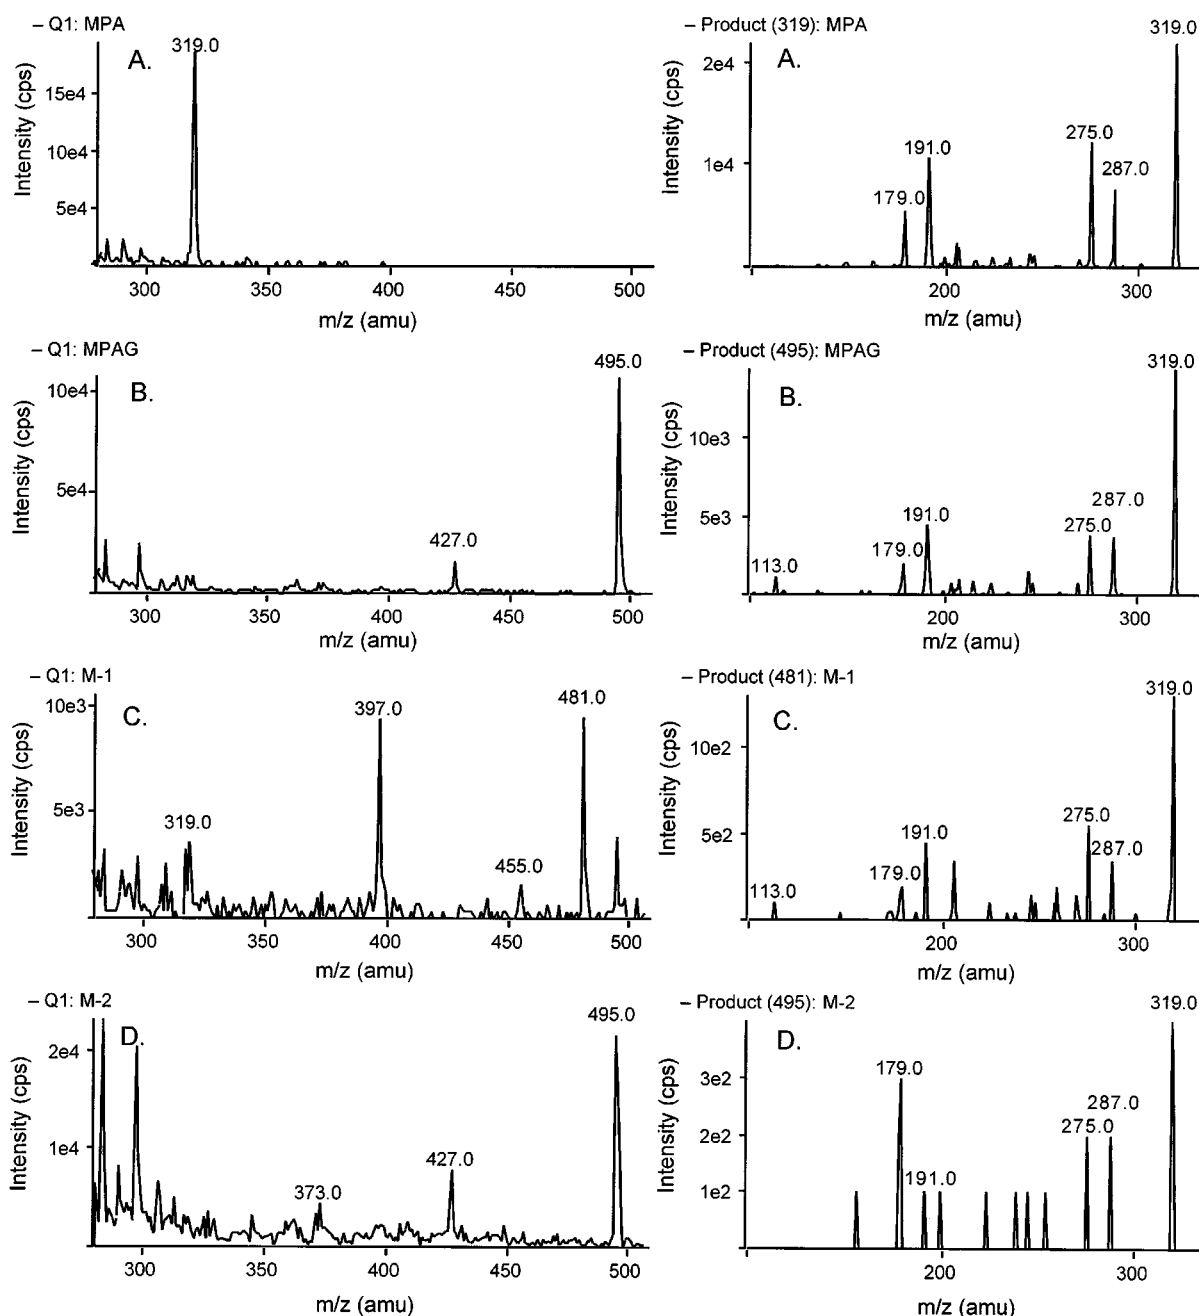 – Q1: MPA
A.
319.0
Intensity (cps)
15e4
10e4
5e4
300 350 400 450 500
m/z (amu)
– Product (319): MPA
A.
319.0
Intensity (cps)
2e4
275.0
191.0
287.0
1e4
179.0
200 300
m/z (amu)
– Q1: MPAG
B.
495.0
Intensity (cps)
10e4
5e4
427.0
300 350 400 450 500
m/z (amu)
– Product (495): MPAG
319.0
B.
Intensity (cps)
10e3
5e3
287.0
191.0
275.0
179.0
113.0
200 300
m/z (amu)
– Q1: M-1
C.
Intensity (cps)
10e3
397.0
481.0
5e3
319.0
455.0
300 350 400 450 500
m/z (amu)
– Product (481): M-1
319.0
C.
Intensity (cps)
10e2
5e2
275.0
191.0
287.0
179.0
113.0
200 300
m/z (amu)
– Q1: M-2
D.
495.0
Intensity (cps)
2e4
1e4
427.0
373.0
300 350 400 450 500
m/z (amu)
– Product (495): M-2
319.0
D.
Intensity (cps)
3e2
179.0
287.0
2e2
275.0
191.0
1e2
200 300
m/z (amu)